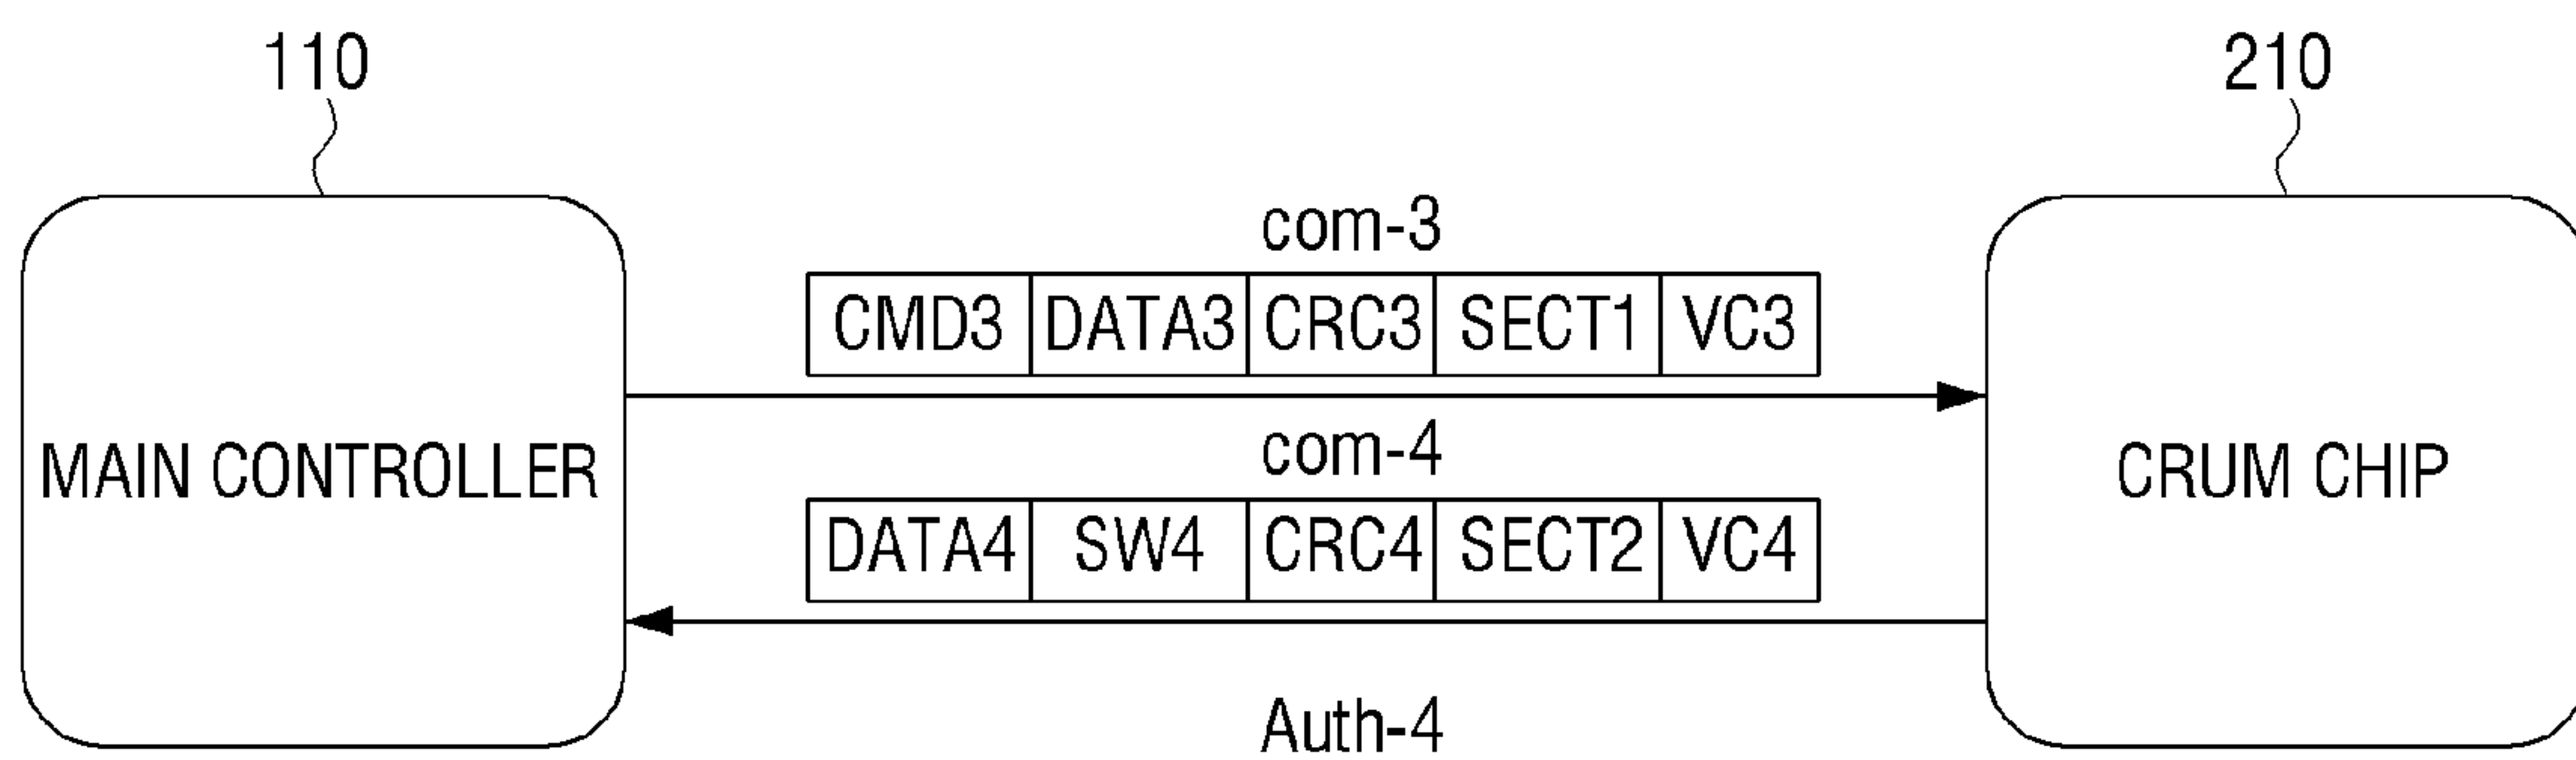 110
210
com-3
CMD3 DATA3 CRC3 SECT1 VC3
MAIN CONTROLLER
com-4
CRUM CHIP
DATA4 SW4 CRC4 SECT2 VC4
Auth-4